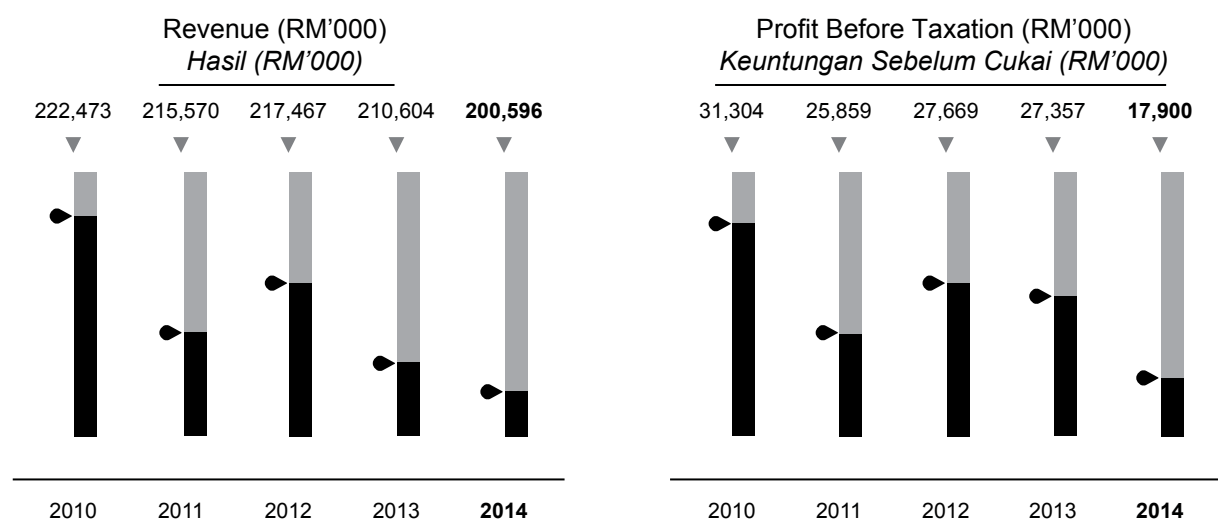 Revenue (RM’000)
Hasil (RM’000)
222,473 215,570 217,467 210,604 200,596
2010 2011 2012 2013 2014
Profit Before Taxation (RM’000)
Keuntungan Sebelum Cukai (RM’000)
31,304 25,859 27,669 27,357 17,900
2010 2011 2012 2013 2014